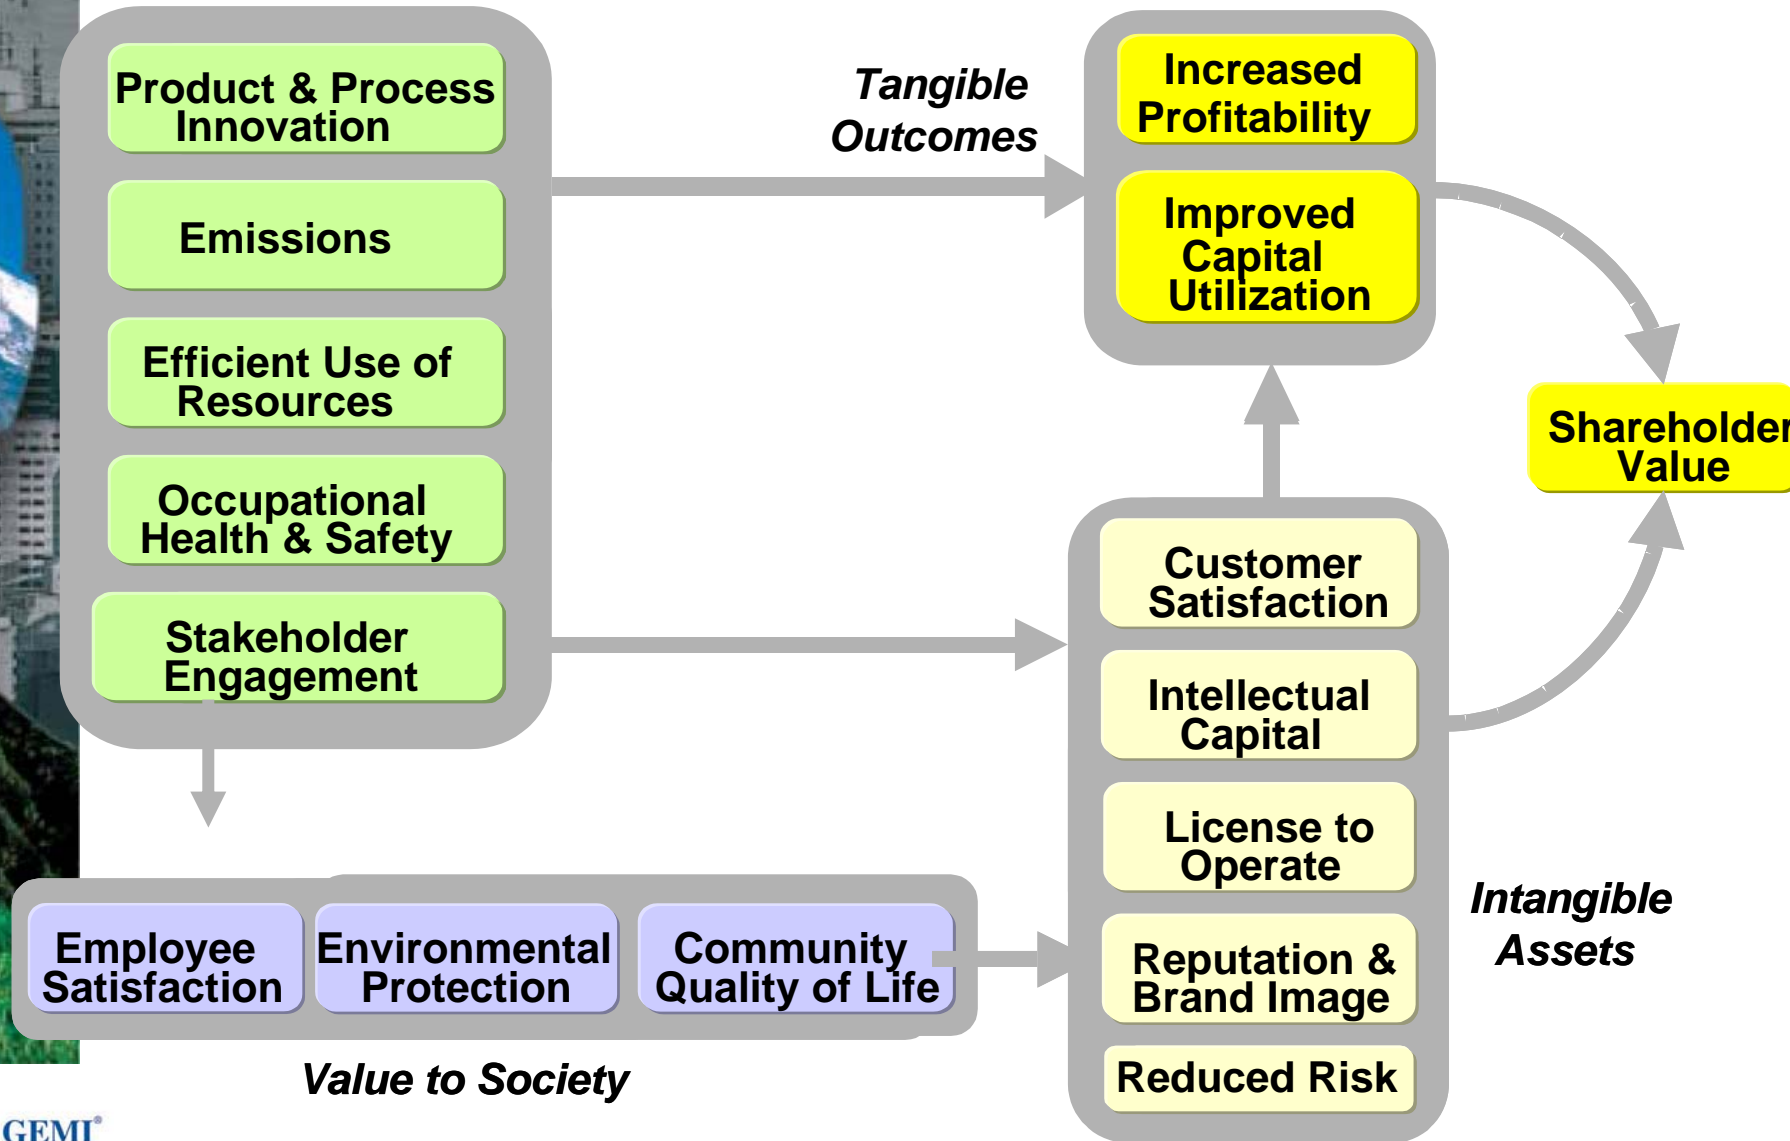 Product & Process
Innovation
Emissions
Efficient Use of
Resources
Occupational
Health & Safety
Stakeholder
Engagement
Tangible
Outcomes
Increased
Profitability
Improved
Capital
Utilization
Shareholder
Value
Customer
Satisfaction
Intellectual
Capital
License to
Operate
Reputation &
Brand Image
Reduced Risk
Intangible
Assets
Employee
Satisfaction
Environmental
Protection
Community
Quality of Life
Value to Society
GEMI®